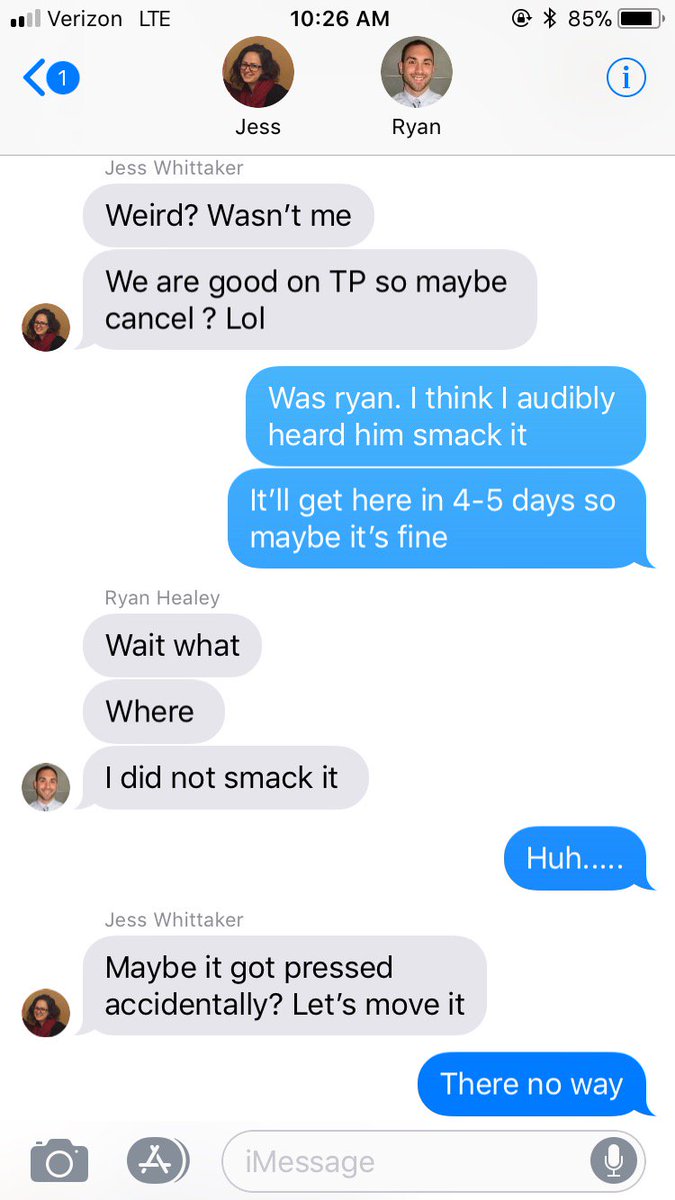 Verizon LTE 10:26 AM 85%
1
Jess Ryan
Jess Whittaker
Weird? Wasn’t me
We are good on TP so maybe
cancel ? Lol
Was ryan. I think I audibly
heard him smack it
It’ll get here in 4-5 days so
maybe it’s fine
Ryan Healey
Wait what
Where
I did not smack it
Huh.....
Jess Whittaker
Maybe it got pressed
accidentally? Let’s move it
There no way
iMessage